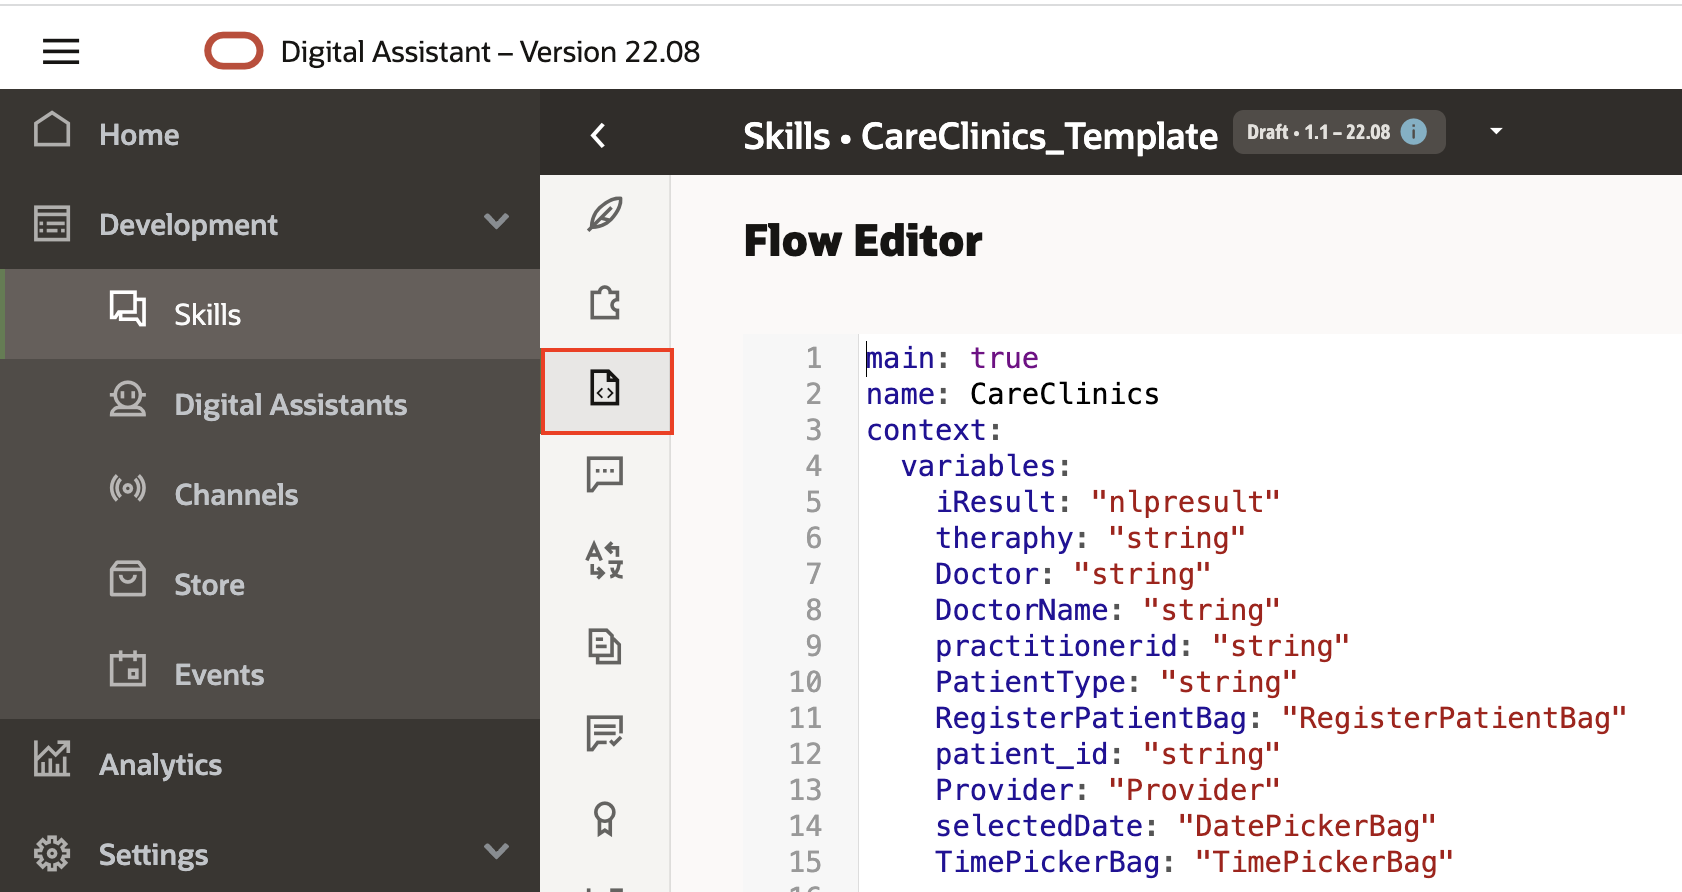 Digital Assistant – Version 22.08
Home
Development
Skills
Digital Assistants
Channels
Store
Events
Analytics
Settings
Skills • CareClinics_Template
Draft • 1.1 – 22.08
Flow Editor
1 main: true
2 name: CareClinics
3 context:
4 variables:
5 iResult: "nlpresult"
6 theraphy: "string"
7 Doctor: "string"
8 DoctorName: "string"
9 practitionerid: "string"
10 PatientType: "string"
11 RegisterPatientBag: "RegisterPatientBag"
12 patient_id: "string"
13 Provider: "Provider"
14 selectedDate: "DatePickerBag"
15 TimePickerBag: "TimePickerBag"